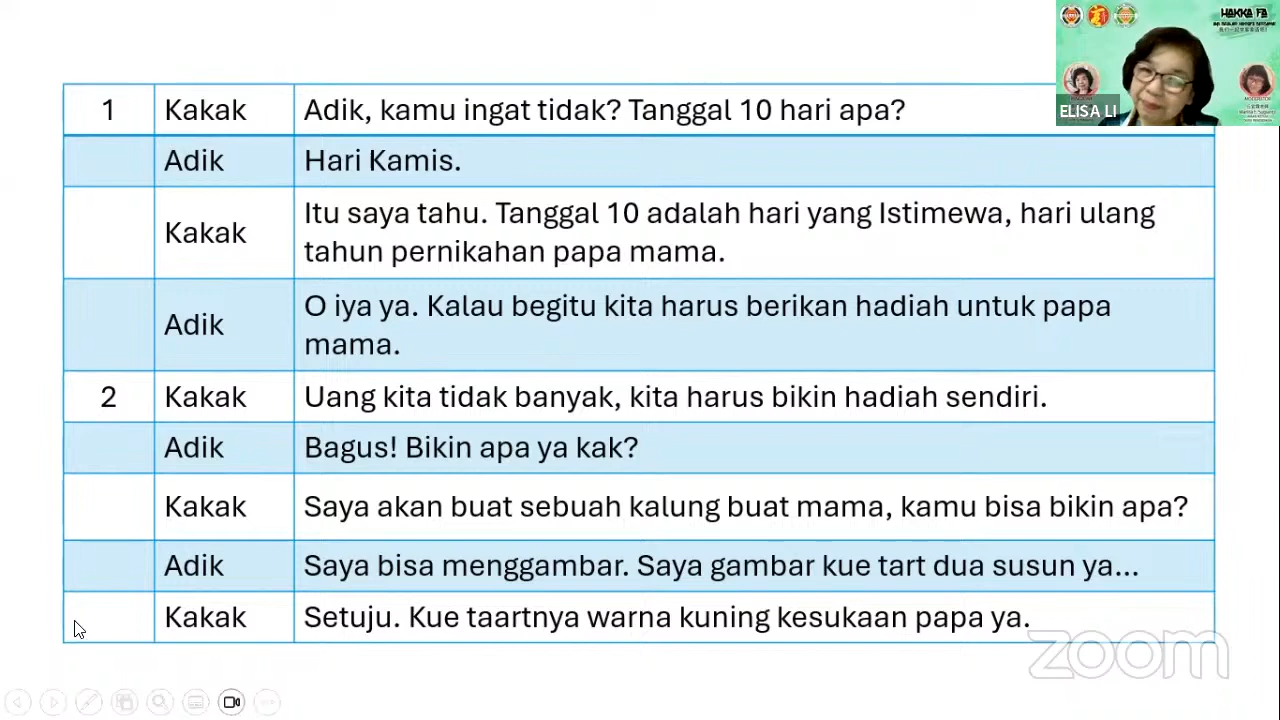 HAKKA FA
ELISA LI
1 Kakak Adik, kamu ingat tidak? Tanggal 10 hari apa?
Adik Hari Kamis.
Kakak Itu saya tahu. Tanggal 10 adalah hari yang Istimewa, hari ulang
tahun pernikahan papa mama.
Adik O iya ya. Kalau begitu kita harus berikan hadiah untuk papa
mama.
2 Kakak Uang kita tidak banyak, kita harus bikin hadiah sendiri.
Adik Bagus! Bikin apa ya kak?
Kakak Saya akan buat sebuah kalung buat mama, kamu bisa bikin apa?
Adik Saya bisa menggambar. Saya gambar kue tart dua susun ya...
Kakak Setuju. Kue taartnya warna kuning kesukaan papa ya.
zoom